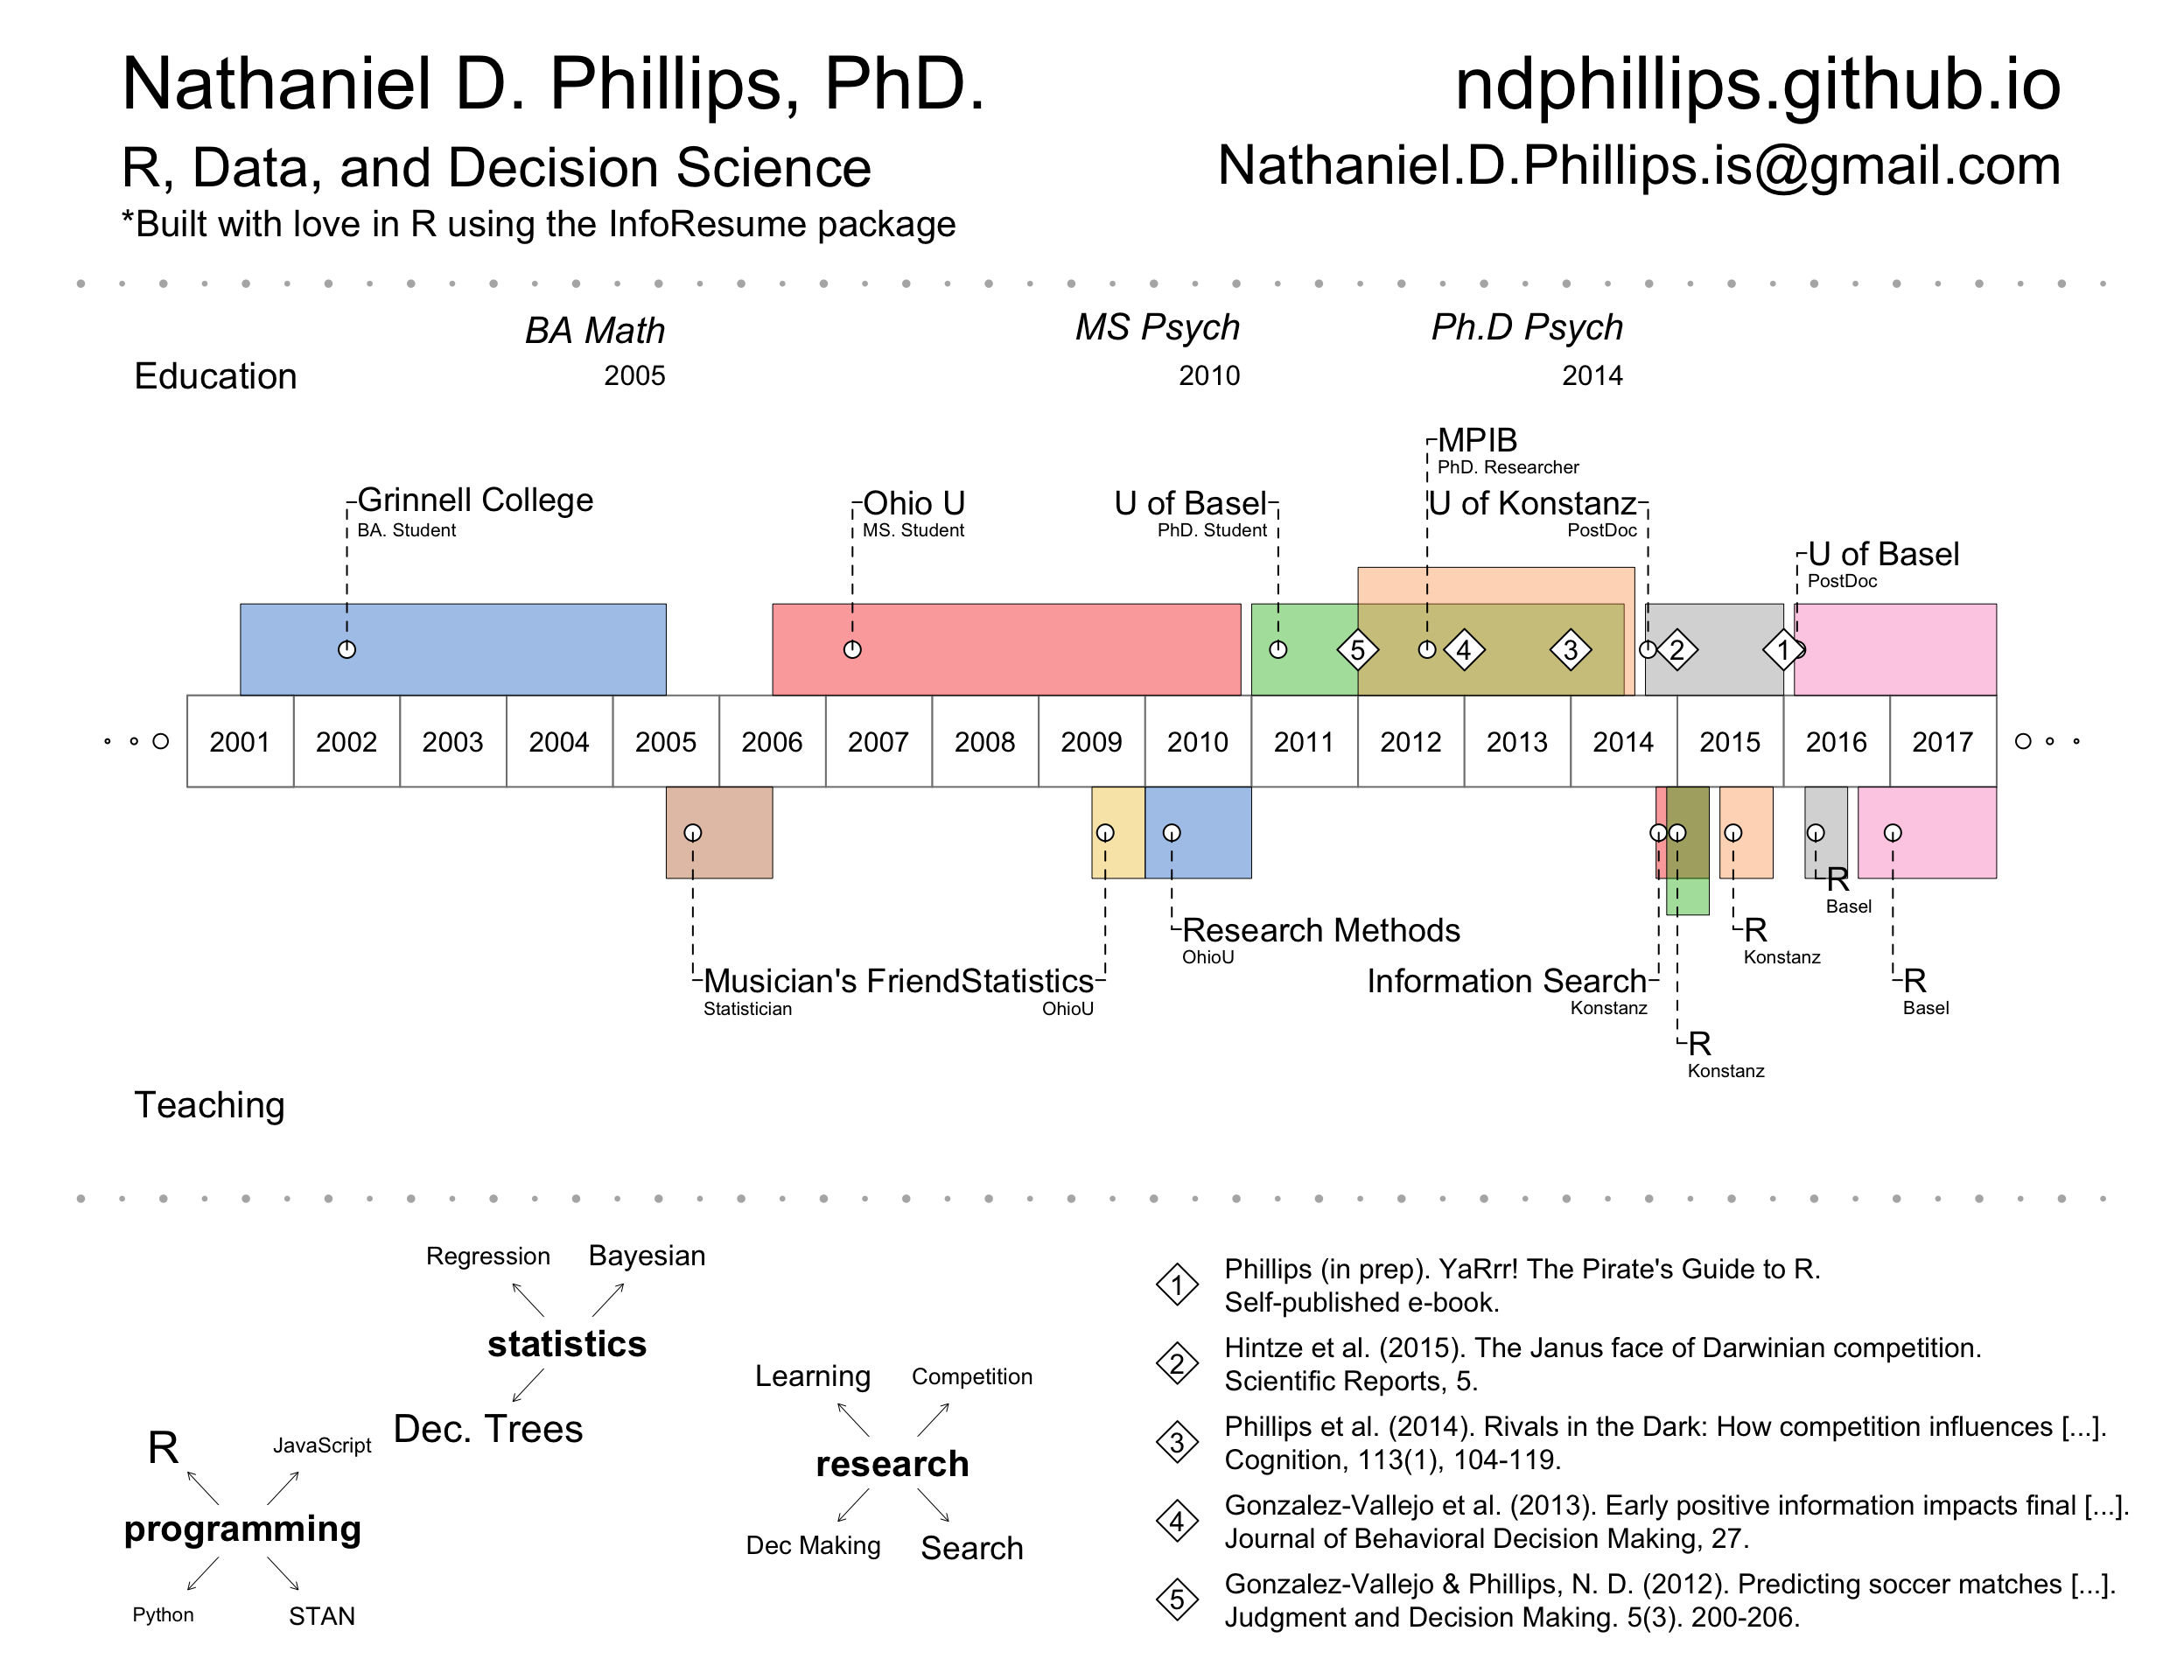 Nathaniel D. Phillips, PhD.
ndphillips.github.io
R, Data, and Decision Science
Nathaniel.D.Phillips.is@gmail.com
*Built with love in R using the InfoResume package
BA Math
MS Psych
Ph.D Psych
Education
2005
2010
2014
MPIB
PhD. Researcher
Grinnell College
BA. Student
Ohio U
MS. Student
U of Basel
PhD. Student
U of Konstanz
PostDoc
U of Basel
PostDoc
5
4
3
2
1
2001 2002 2003 2004 2005 2006 2007 2008 2009 2010 2011 2012 2013 2014 2015 2016 2017
R
Basel
Research Methods
OhioU
R
Konstanz
Musician's Friend
Statistician
Statistics
OhioU
Information Search
Konstanz
R
Basel
R
Konstanz
Teaching
Regression
Bayesian
statistics
Dec. Trees
Learning
Competition
research
Dec Making
Search
R
JavaScript
programming
Python
STAN
1 Phillips (in prep). YaRrr! The Pirate's Guide to R.
Self-published e-book.
2 Hintze et al. (2015). The Janus face of Darwinian competition.
Scientific Reports, 5.
3 Phillips et al. (2014). Rivals in the Dark: How competition influences [...].
Cognition, 113(1), 104-119.
4 Gonzalez-Vallejo et al. (2013). Early positive information impacts final [...].
Journal of Behavioral Decision Making, 27.
5 Gonzalez-Vallejo & Phillips, N. D. (2012). Predicting soccer matches [...].
Judgment and Decision Making. 5(3). 200-206.